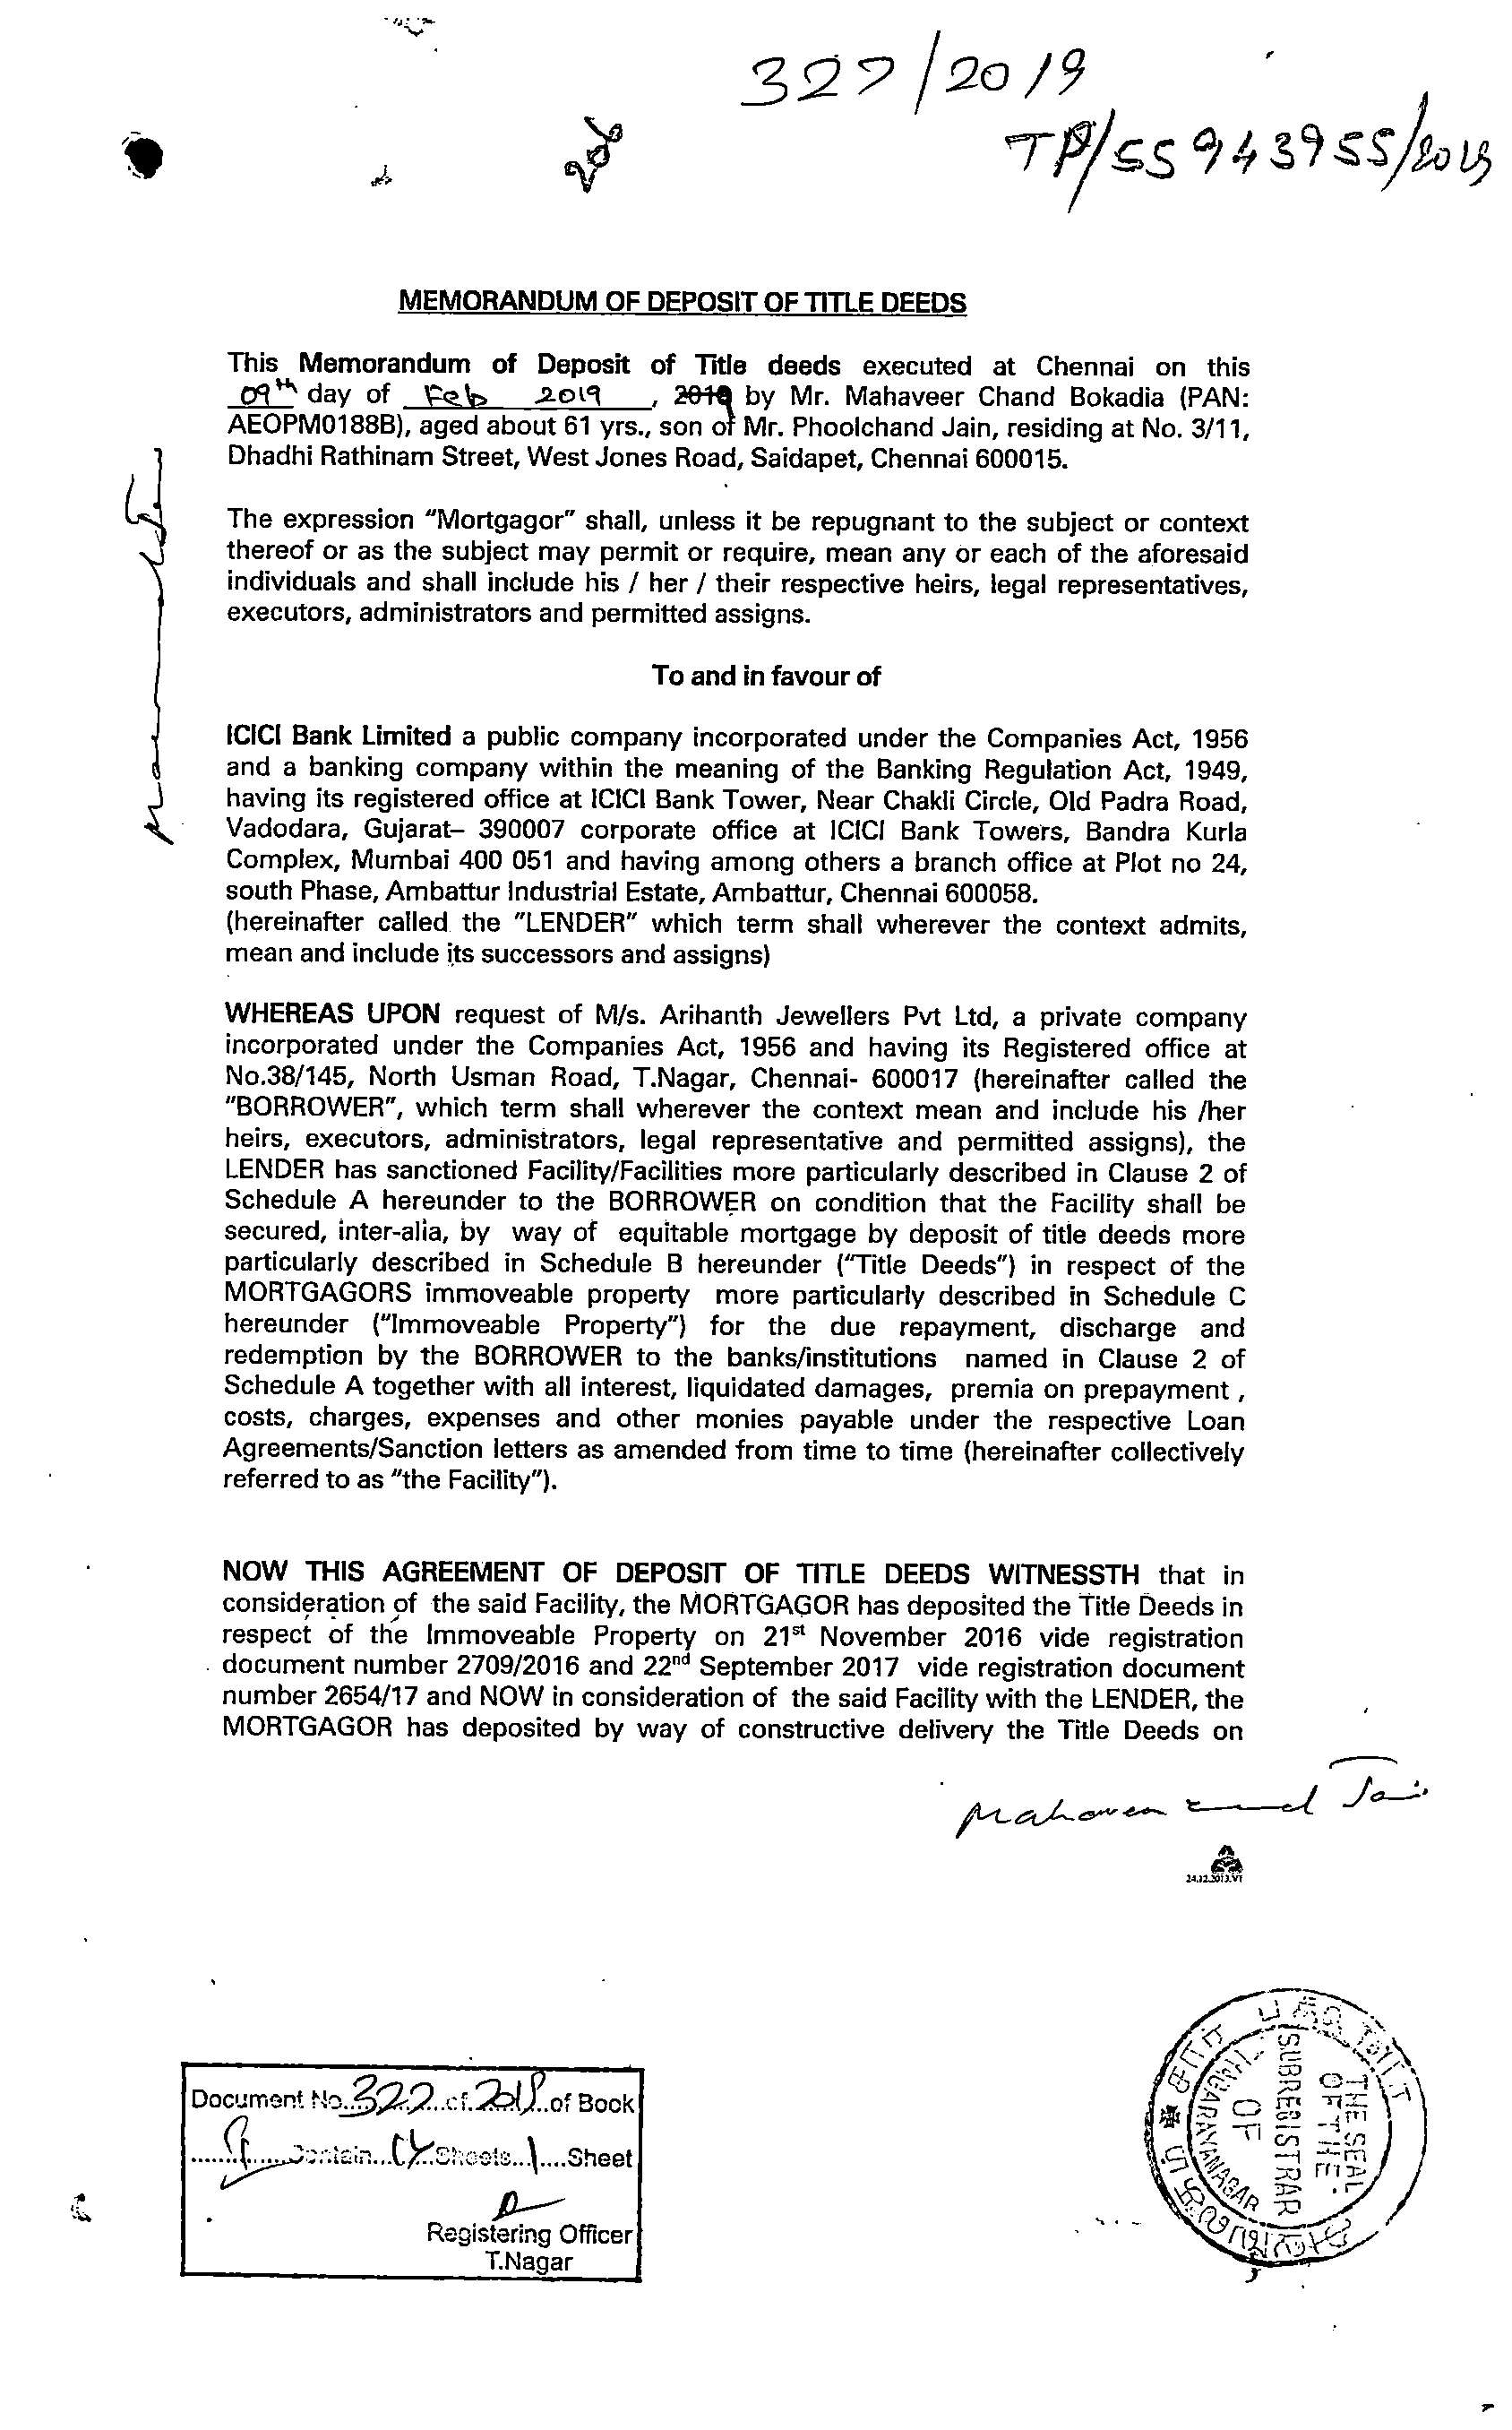 327/2019
TP/55943955/2019
200
MEMORANDUM OF DEPOSIT OF TITLE DEEDS
This Memorandum of Deposit of Title deeds executed at Chennai on this
09th day of Feb 2019, 2019 by Mr. Mahaveer Chand Bokadia (PAN:
AEOPM0188B), aged about 61 yrs., son of Mr. Phoolchand Jain, residing at No. 3/11,
Dhadhi Rathinam Street, West Jones Road, Saidapet, Chennai 600015.
The expression "Mortgagor" shall, unless it be repugnant to the subject or context
thereof or as the subject may permit or require, mean any or each of the aforesaid
individuals and shall include his / her / their respective heirs, legal representatives,
executors, administrators and permitted assigns.
To and in favour of
ICICI Bank Limited a public company incorporated under the Companies Act, 1956
and a banking company within the meaning of the Banking Regulation Act, 1949,
having its registered office at ICICI Bank Tower, Near Chakli Circle, Old Padra Road,
Vadodara, Gujarat– 390007 corporate office at ICICI Bank Towers, Bandra Kurla
Complex, Mumbai 400 051 and having among others a branch office at Plot no 24,
south Phase, Ambattur Industrial Estate, Ambattur, Chennai 600058.
(hereinafter called the "LENDER" which term shall wherever the context admits,
mean and include its successors and assigns)
WHEREAS UPON request of M/s. Arihanth Jewellers Pvt Ltd, a private company
incorporated under the Companies Act, 1956 and having its Registered office at
No.38/145, North Usman Road, T.Nagar, Chennai- 600017 (hereinafter called the
"BORROWER", which term shall wherever the context mean and include his /her
heirs, executors, administrators, legal representative and permitted assigns), the
LENDER has sanctioned Facility/Facilities more particularly described in Clause 2 of
Schedule A hereunder to the BORROWER on condition that the Facility shall be
secured, inter-alia, by way of equitable mortgage by deposit of title deeds more
particularly described in Schedule B hereunder ("Title Deeds") in respect of the
MORTGAGORS immoveable property more particularly described in Schedule C
hereunder ("Immoveable Property") for the due repayment, discharge and
redemption by the BORROWER to the banks/institutions named in Clause 2 of
Schedule A together with all interest, liquidated damages, premia on prepayment ,
costs, charges, expenses and other monies payable under the respective Loan
Agreements/Sanction letters as amended from time to time (hereinafter collectively
referred to as "the Facility").
NOW THIS AGREEMENT OF DEPOSIT OF TITLE DEEDS WITNESSTH that in
consideration of the said Facility, the MORTGAGOR has deposited the Title Deeds in
respect of the Immoveable Property on 21st November 2016 vide registration
document number 2709/2016 and 22nd September 2017 vide registration document
number 2654/17 and NOW in consideration of the said Facility with the LENDER, the
MORTGAGOR has deposited by way of constructive delivery the Title Deeds on
24.12.2013.V1
Document No. 322 of 2019 of Book
Contain 14 Sheets 1 Sheet
Registering Officer
T.Nagar
THE SEAL
OF THE
SUBREGISTRAR
OF